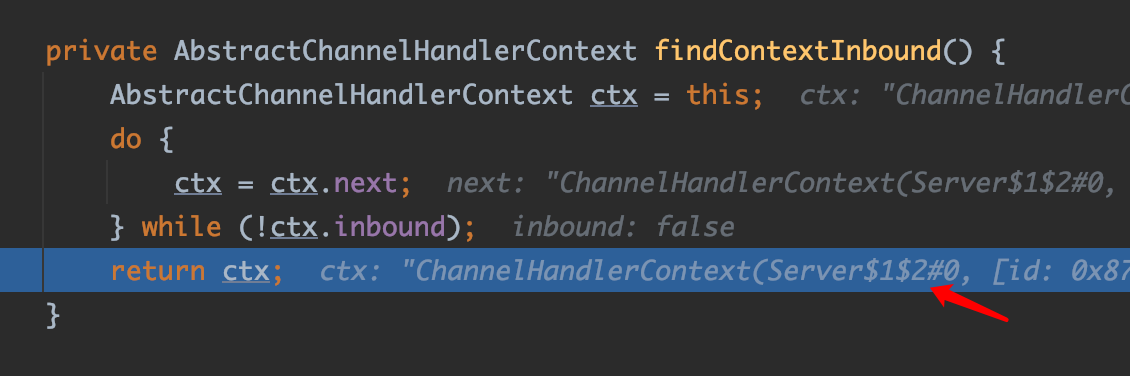 private AbstractChannelHandlerContext findContextInbound() {
AbstractChannelHandlerContext ctx = this; ctx: "ChannelHandlerC
do {
ctx = ctx.next; next: "ChannelHandlerContext(Server$1$2#0,
} while (!ctx.inbound); inbound: false
return ctx; ctx: "ChannelHandlerContext(Server$1$2#0, [id: 0x87
}